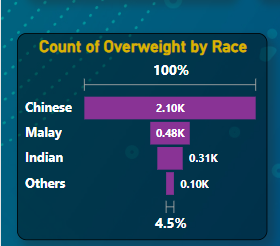 Count of Overweight by Race
100%
Chinese 2.10K
Malay 0.48K
Indian 0.31K
Others 0.10K
4.5%